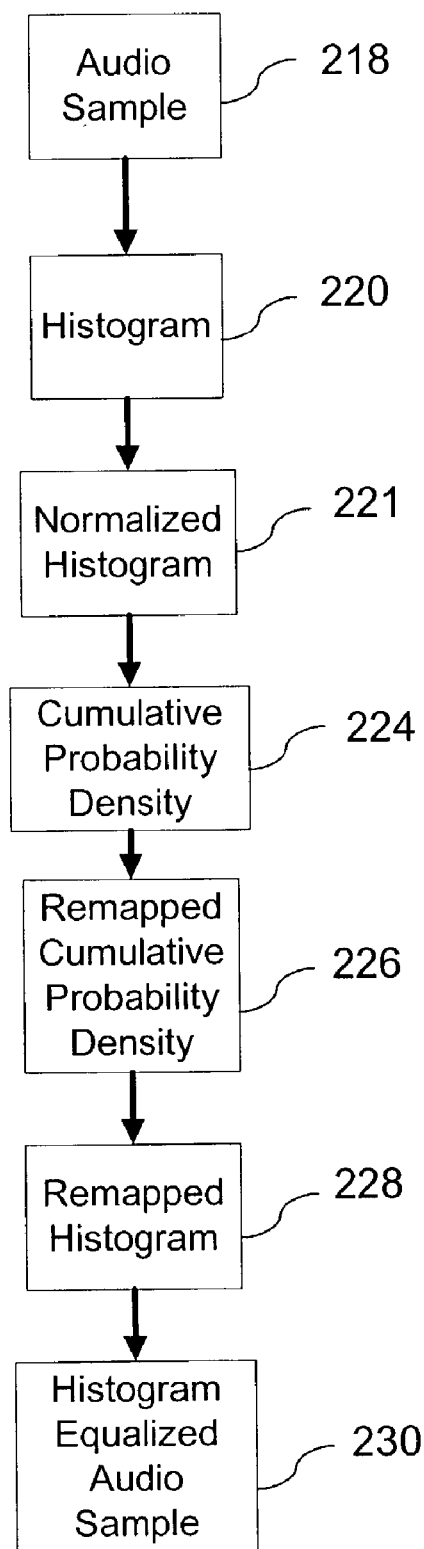 Audio
Sample
218
Histogram
220
Normalized
Histogram
221
Cumulative
Probability
Density
224
Remapped
Cumulative
Probability
Density
226
Remapped
Histogram
228
Histogram
Equalized
Audio
Sample
230